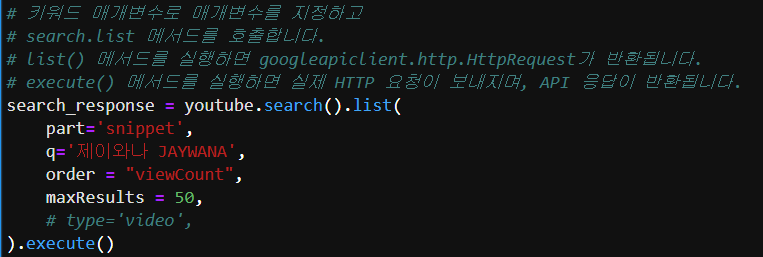 # 키워드 매개변수로 매개변수를 지정하고
# search.list 메서드를 호출합니다.
# list() 메서드를 실행하면 googleapiclient.http.HttpRequest가 반환됩니다.
# execute() 메서드를 실행하면 실제 HTTP 요청이 보내지며, API 응답이 반환됩니다.
search_response = youtube.search().list(
    part='snippet',
    q='제이와나 JAYWANA',
    order = "viewCount",
    maxResults = 50,
    # type='video',
).execute()